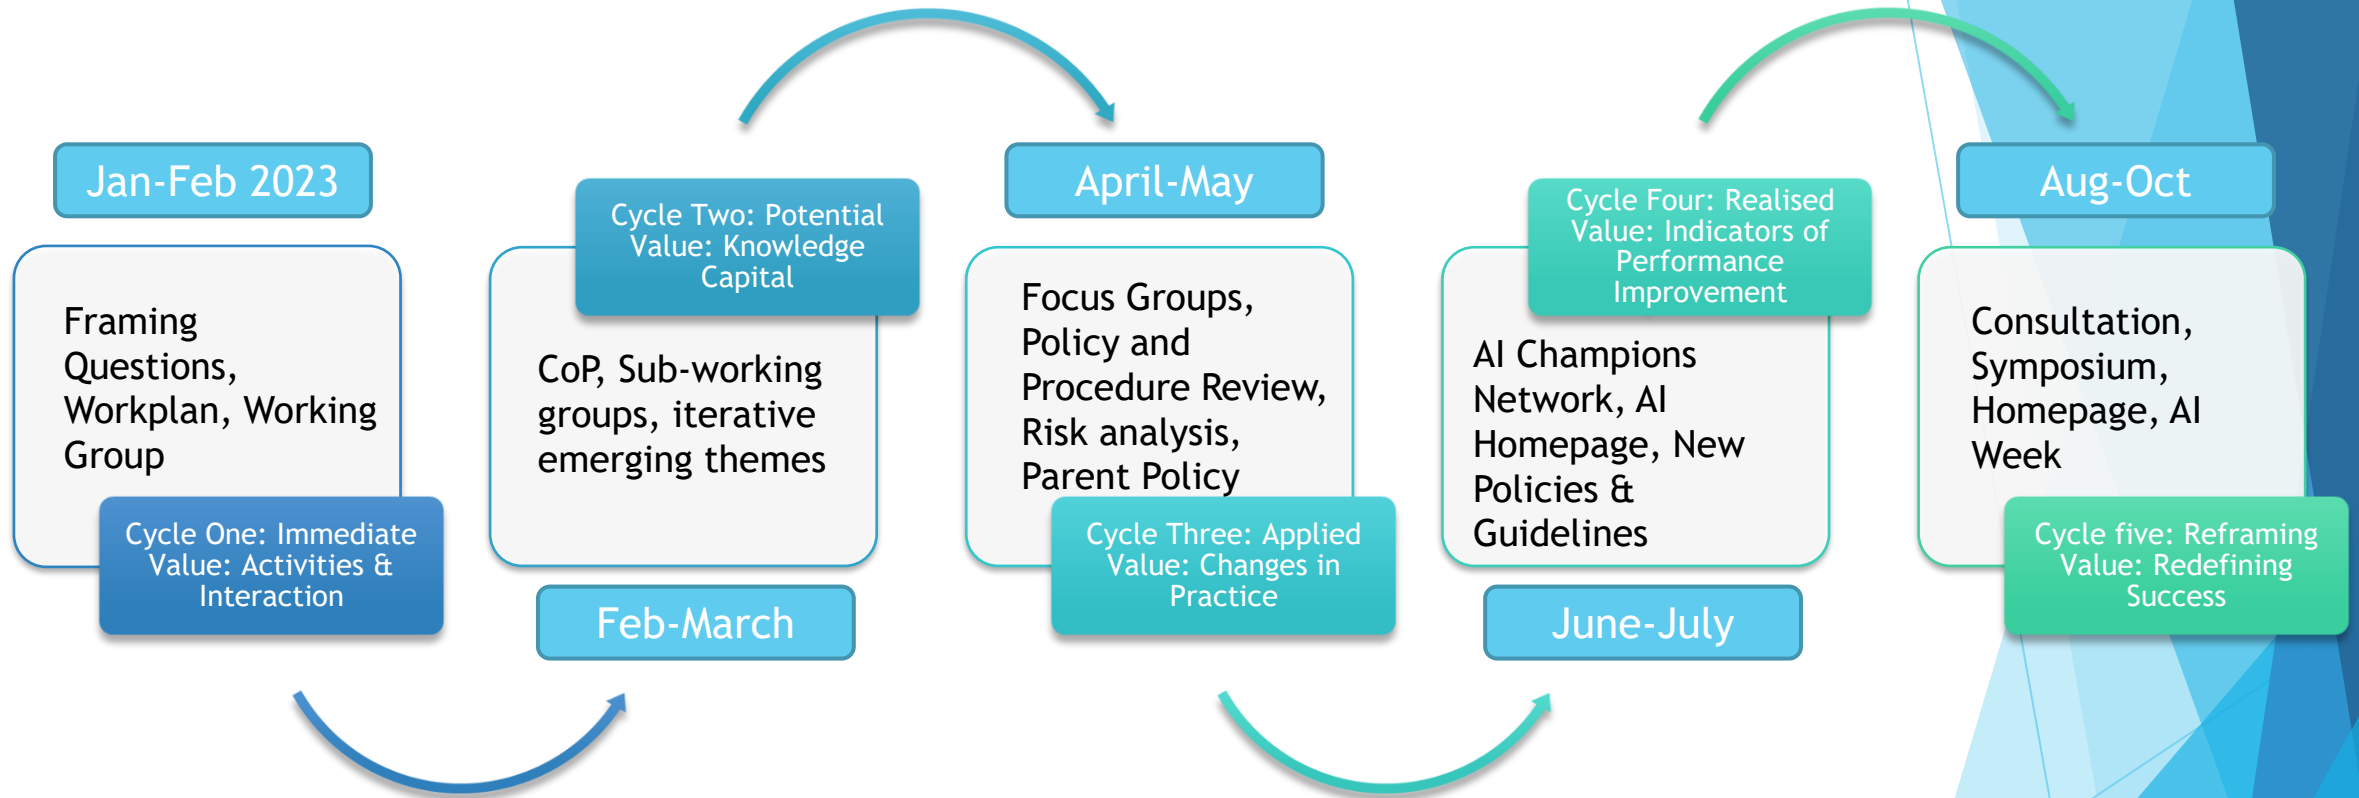 Jan-Feb 2023
Framing
Questions,
Workplan, Working
Group
Cycle One: Immediate
Value: Activities &
Interaction
Cycle Two: Potential
Value: Knowledge
Capital
CoP, Sub-working
groups, iterative
emerging themes
Feb-March
April-May
Focus Groups,
Policy and
Procedure Review,
Risk analysis,
Parent Policy
Cycle Three: Applied
Value: Changes in
Practice
Cycle Four: Realised
Value: Indicators of
Performance
Improvement
AI Champions
Network, AI
Homepage, New
Policies &
Guidelines
June-July
Aug-Oct
Consultation,
Symposium,
Homepage, AI
Week
Cycle five: Reframing
Value: Redefining
Success